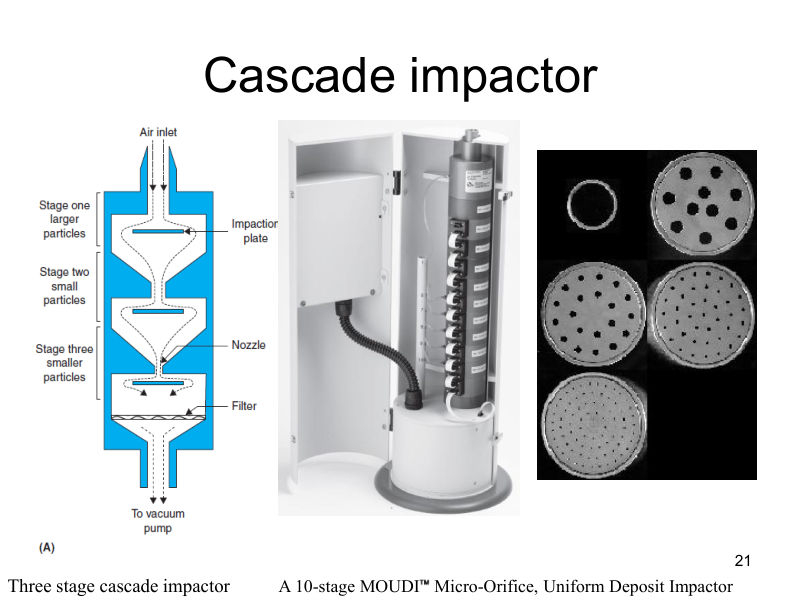 Cascade impactor
Air inlet
Stage one
larger
particles
Impaction
plate
Stage two
small
particles
Stage three
smaller
particles
Nozzle
Filter
To vacuum
pump
(A)
21
Three stage cascade impactor
A 10-stage MOUDI™ Micro-Orifice, Uniform Deposit Impactor